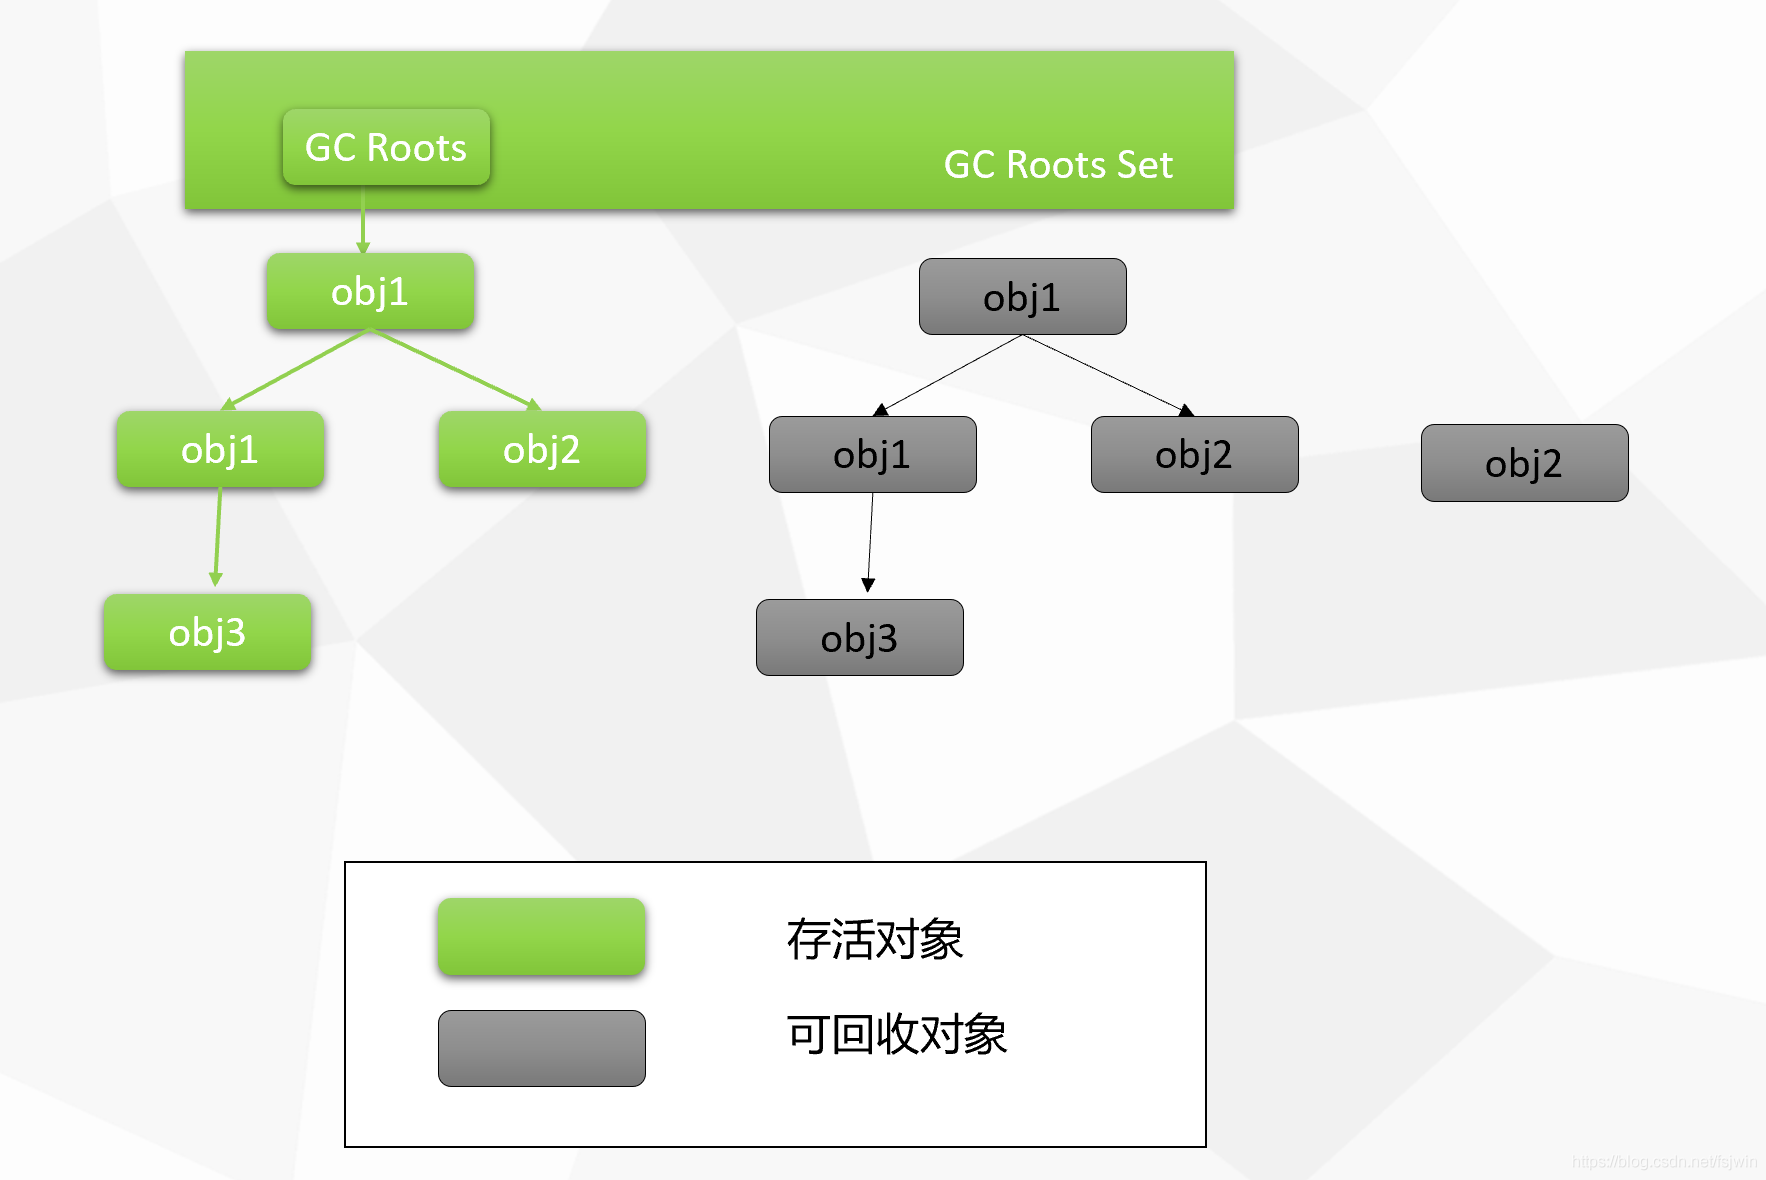 GC Roots
GC Roots Set
obj1
obj1
obj1
obj2
obj1
obj2
obj2
obj3
obj3
存活对象
可回收对象
https://blog.csdn.net/fsjwin